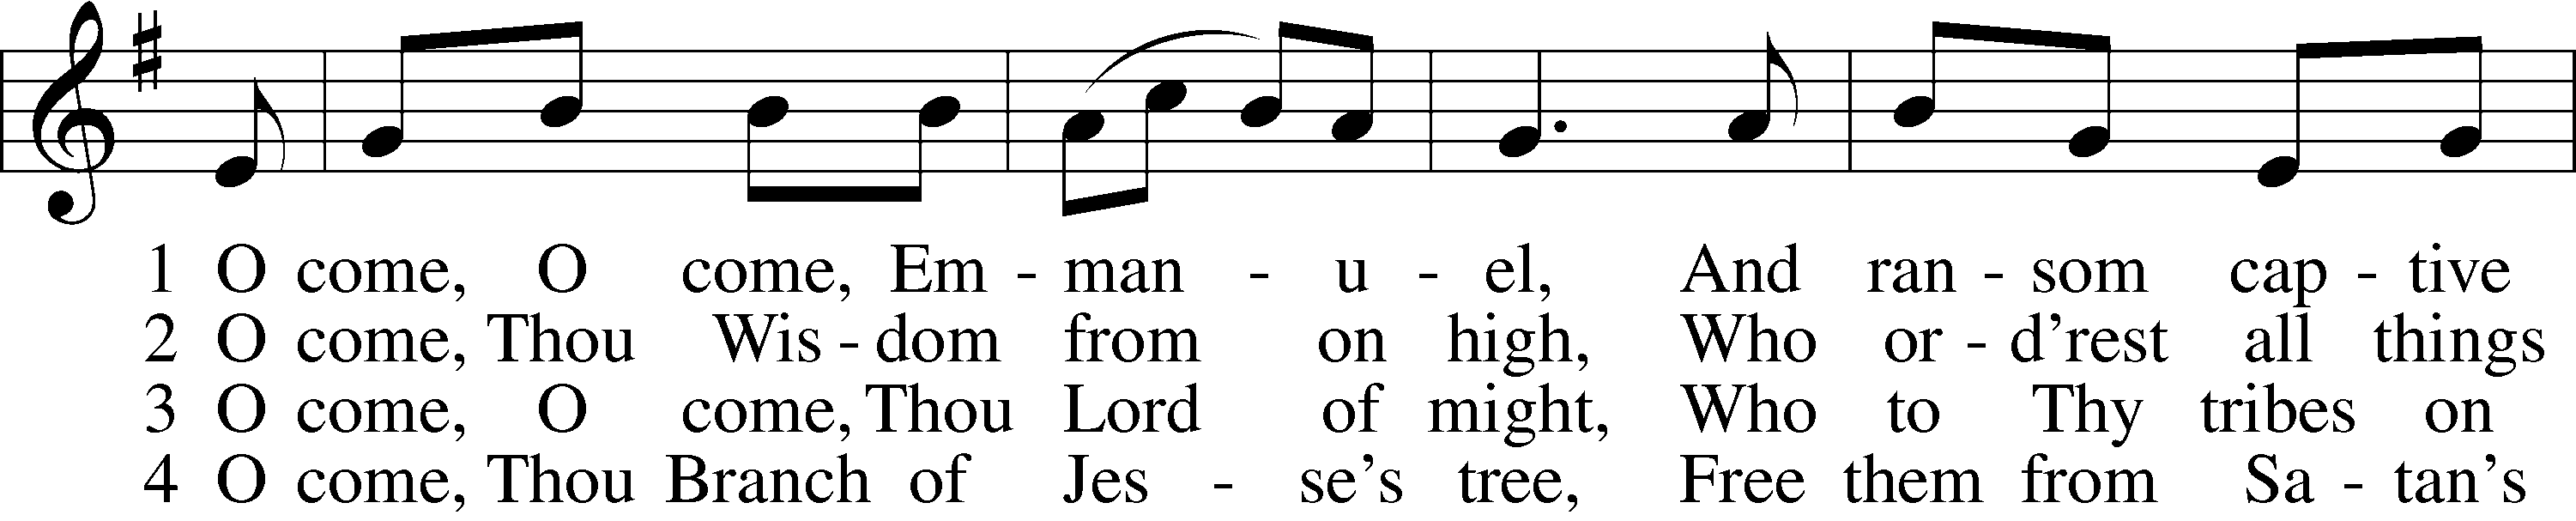 1 O come, O come, Em - man - u - el, And ran - som cap - tive
2 O come, Thou Wis - dom from on high, Who or - d’rest all things
3 O come, O come, Thou Lord of might, Who to Thy tribes on
4 O come, Thou Branch of Jes - se’s tree, Free them from Sa - tan’s